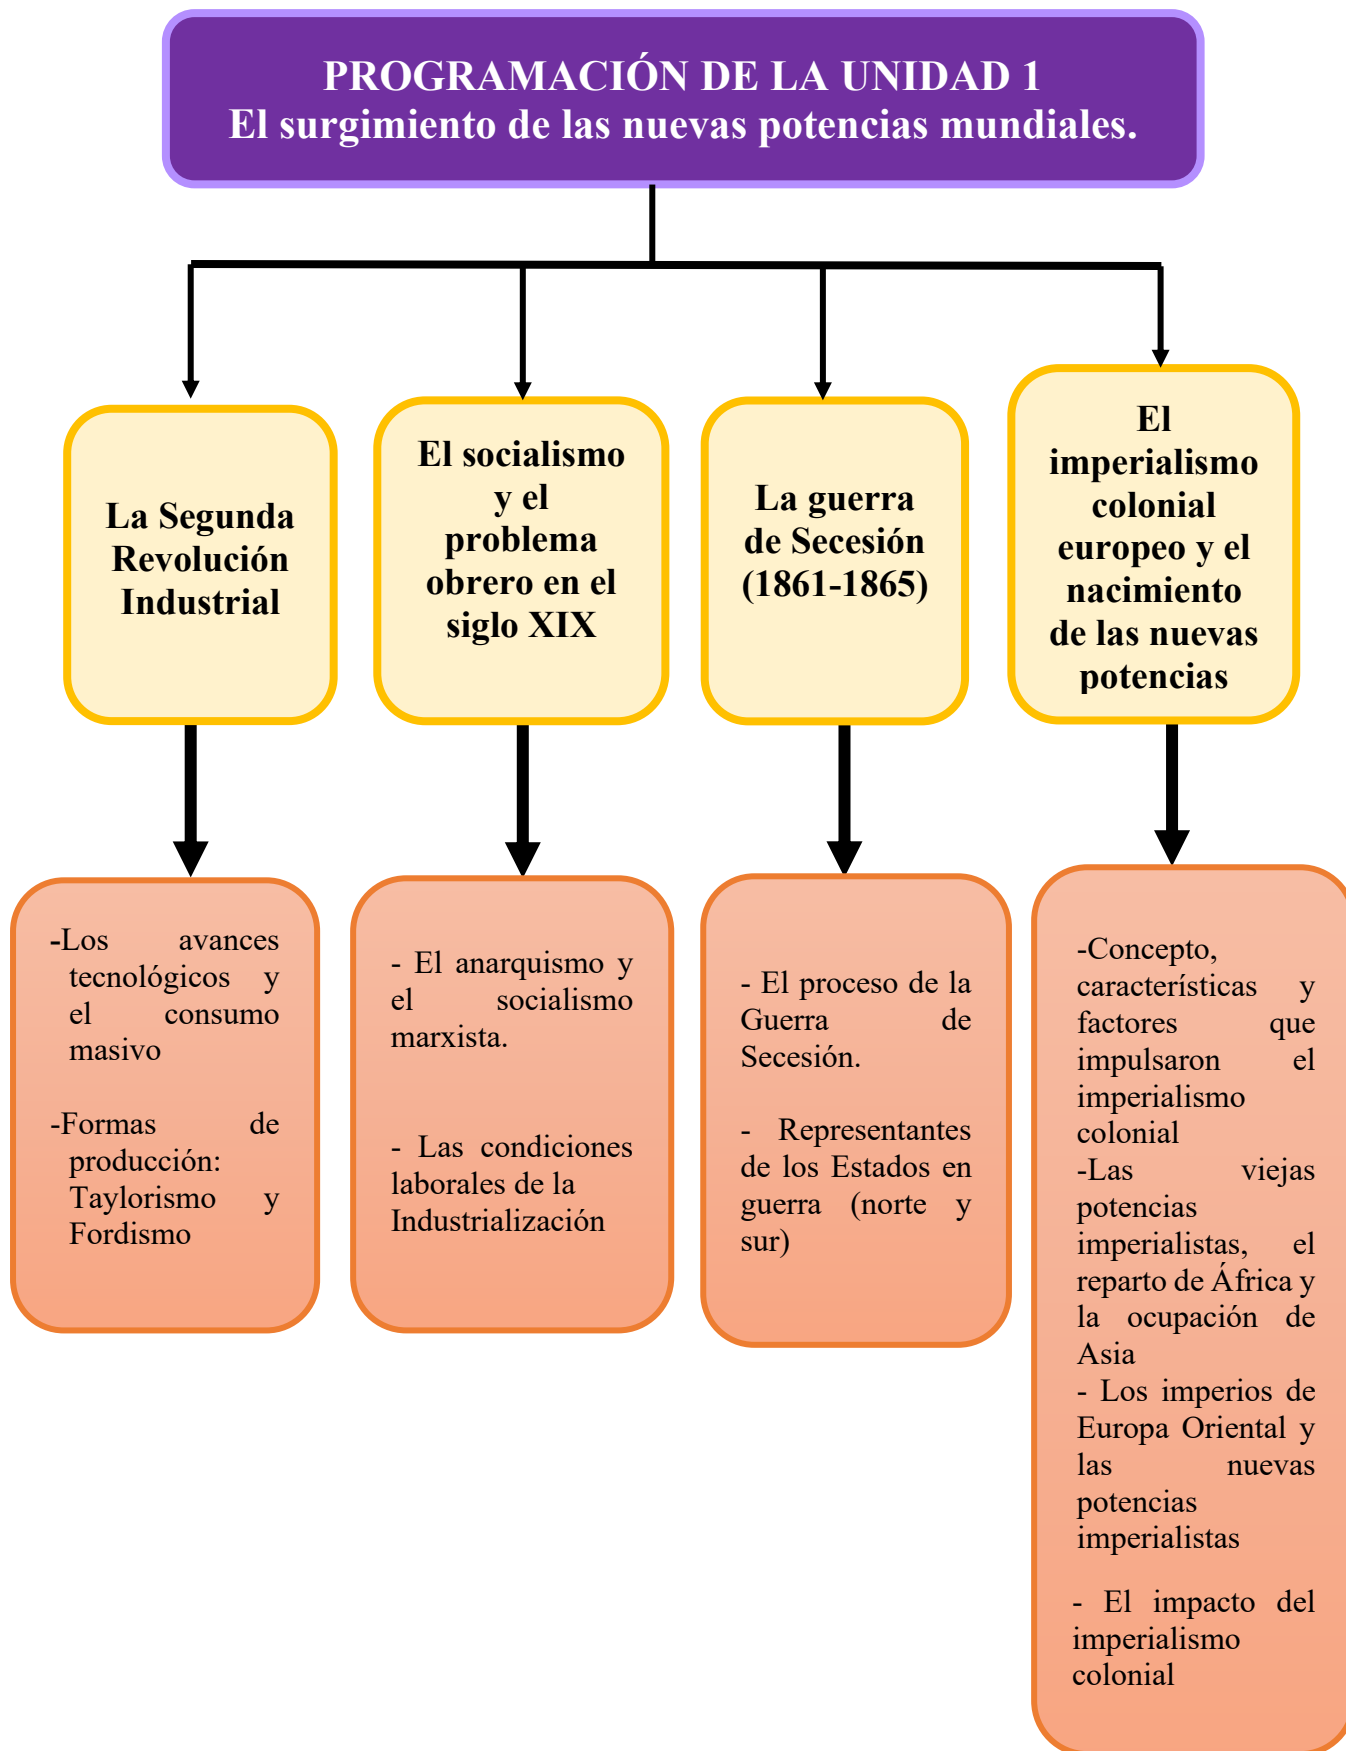 PROGRAMACIÓN DE LA UNIDAD 1
El surgimiento de las nuevas potencias mundiales.
La Segunda
Revolución
Industrial
El socialismo
y el
problema
obrero en el
siglo XIX
La guerra
de Secesión
(1861-1865)
El
imperialismo
colonial
europeo y el
nacimiento
de las nuevas
potencias
-Los avances
tecnológicos y
el consumo
masivo
-Formas de
producción:
Taylorismo y
Fordismo
- El anarquismo y
el socialismo
marxista.
- Las condiciones
laborales de la
Industrialización
- El proceso de la
Guerra de
Secesión.
- Representantes
de los Estados en
guerra (norte y
sur)
-Concepto,
características y
factores que
impulsaron el
imperialismo
colonial
-Las viejas
potencias
imperialistas, el
reparto de África y
la ocupación de
Asia
- Los imperios de
Europa Oriental y
las nuevas
potencias
imperialistas
- El impacto del
imperialismo
colonial